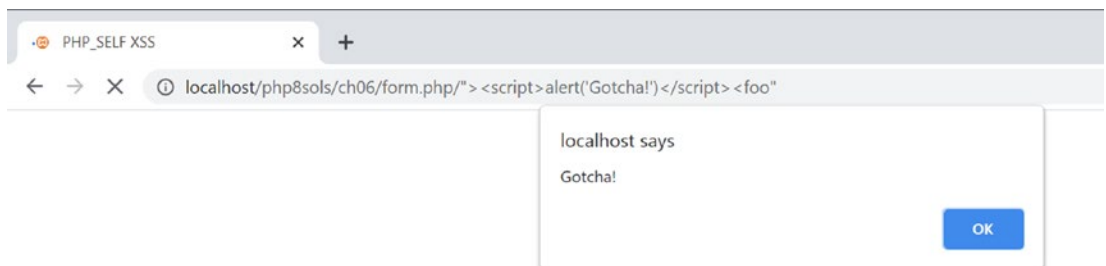 PHP_SELF XSS
localhost/php8sols/ch06/form.php/"><script>alert('Gotcha!')</script><foo"
localhost says
Gotcha!
OK